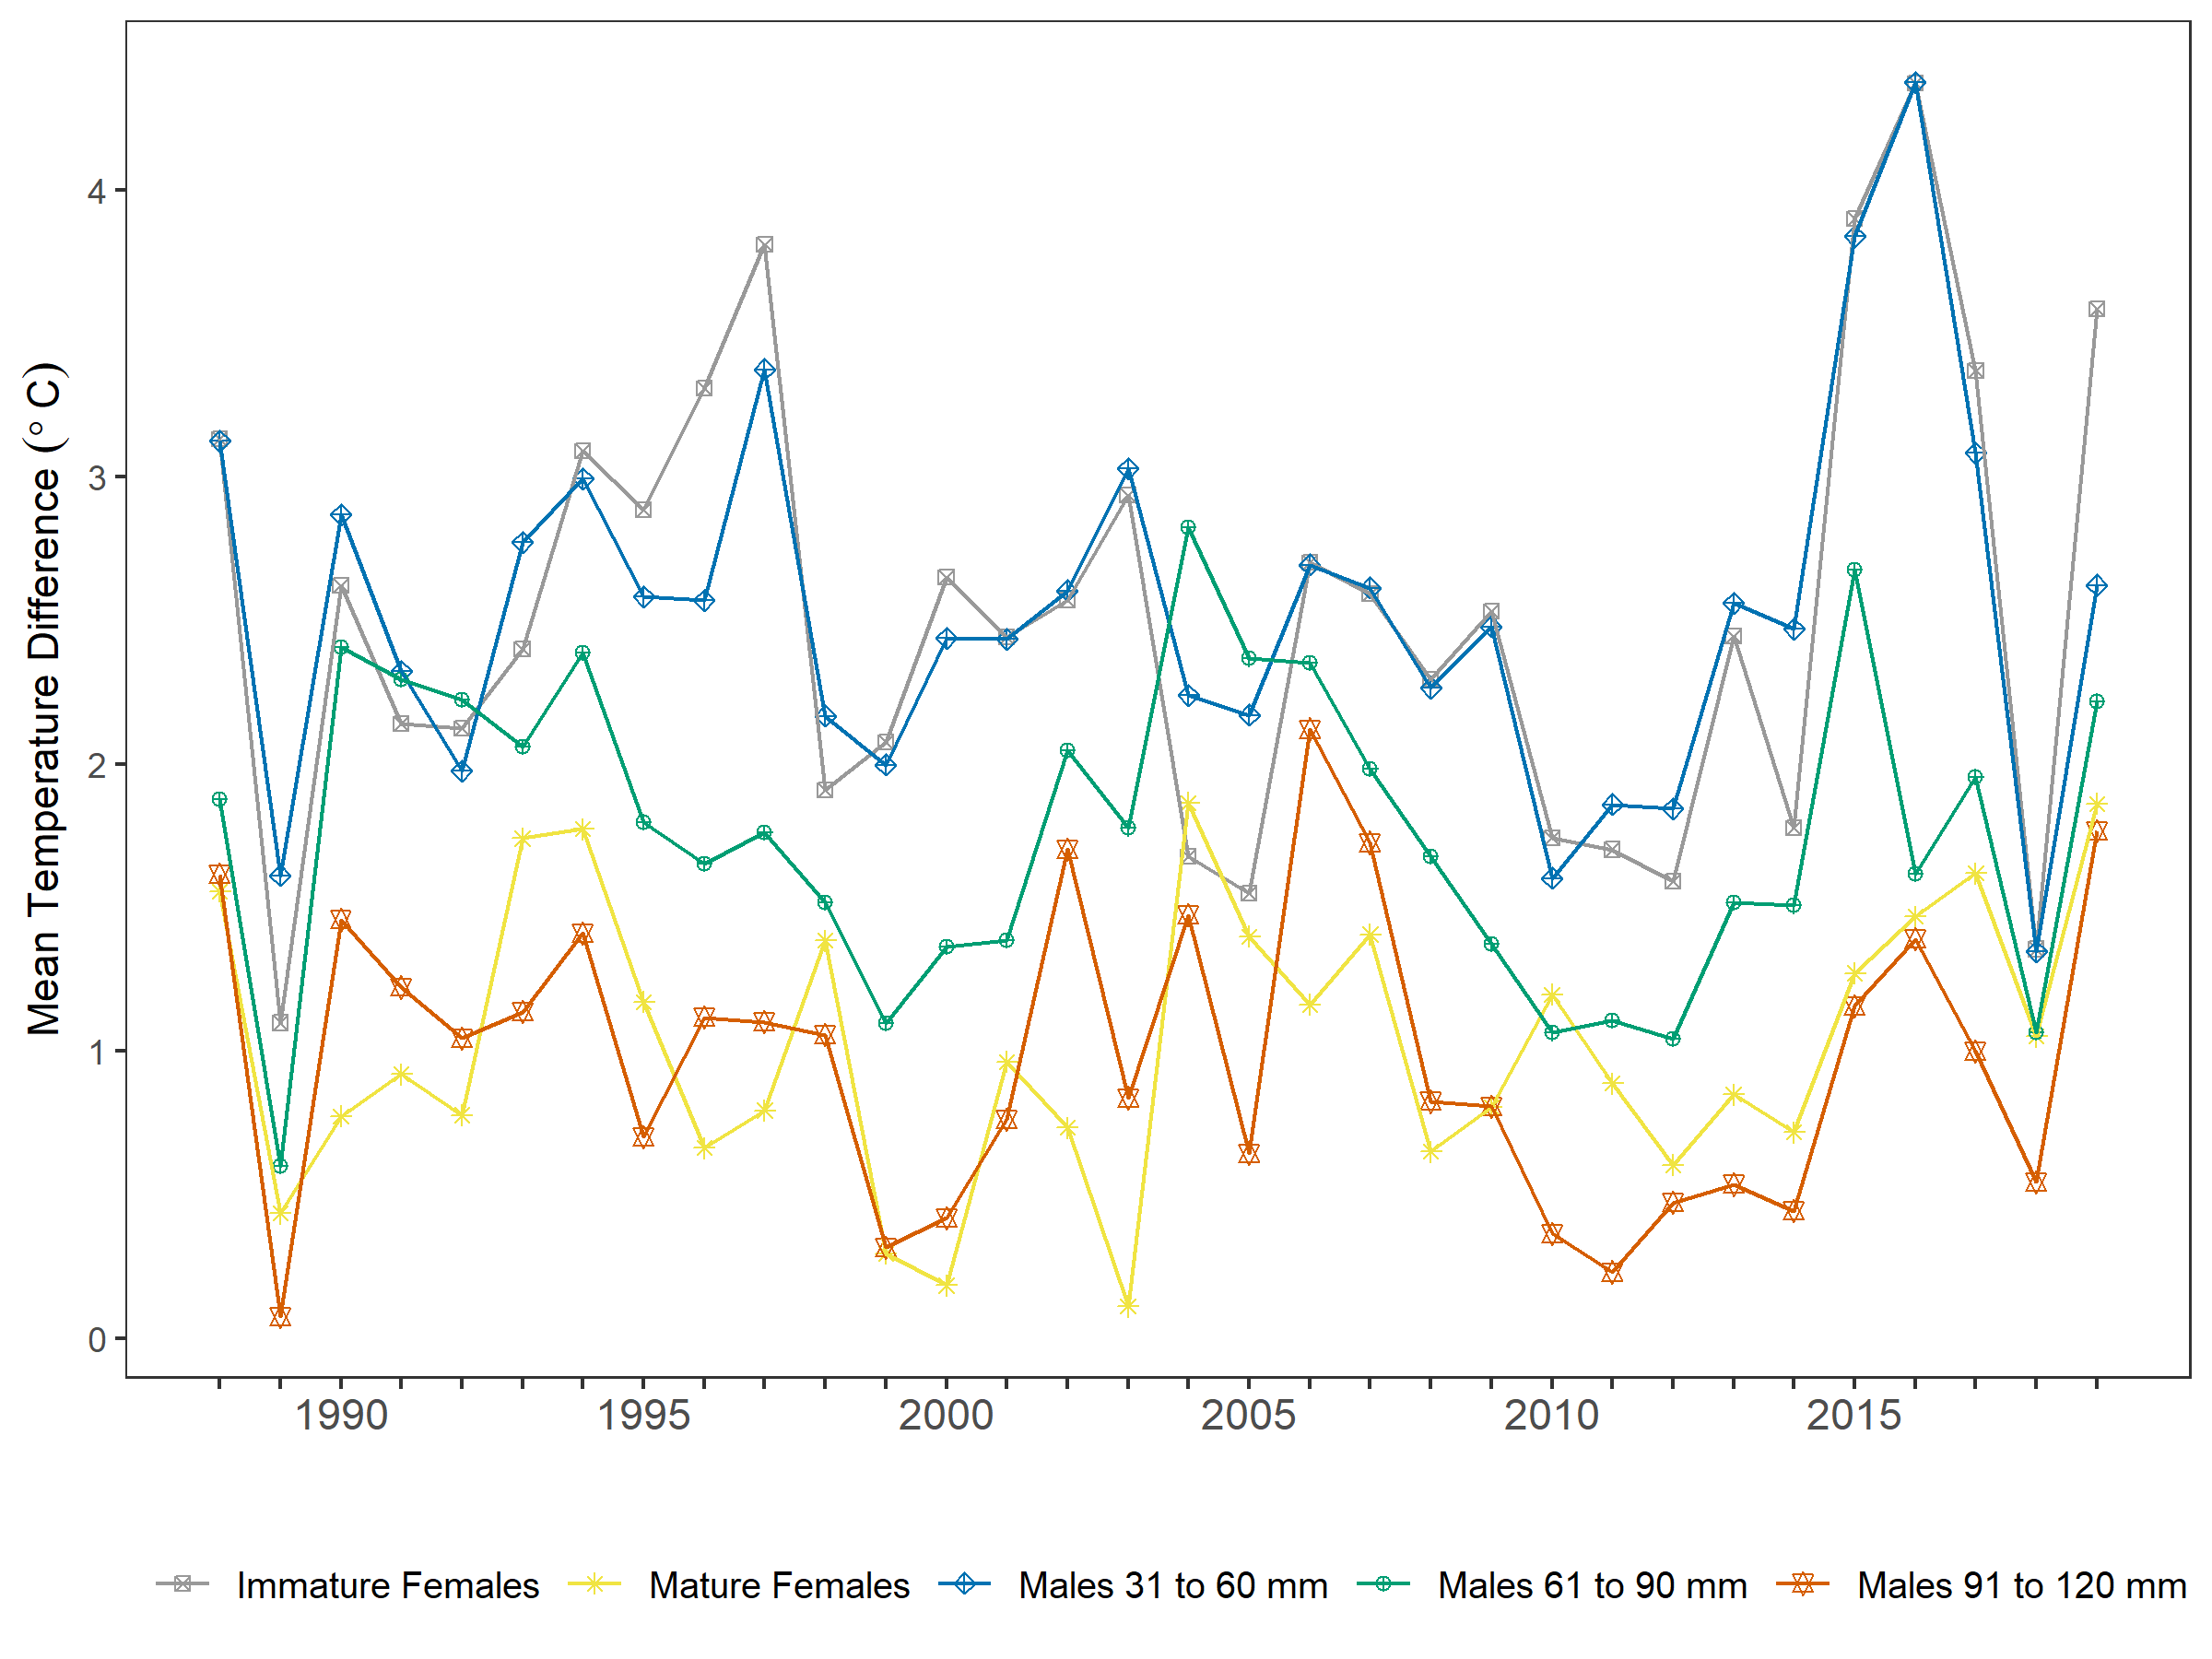 Mean Temperature Difference (° C)
4
3
2
1
0
1990 1995 2000 2005 2010 2015
Immature Females Mature Females Males 31 to 60 mm Males 61 to 90 mm Males 91 to 120 mm